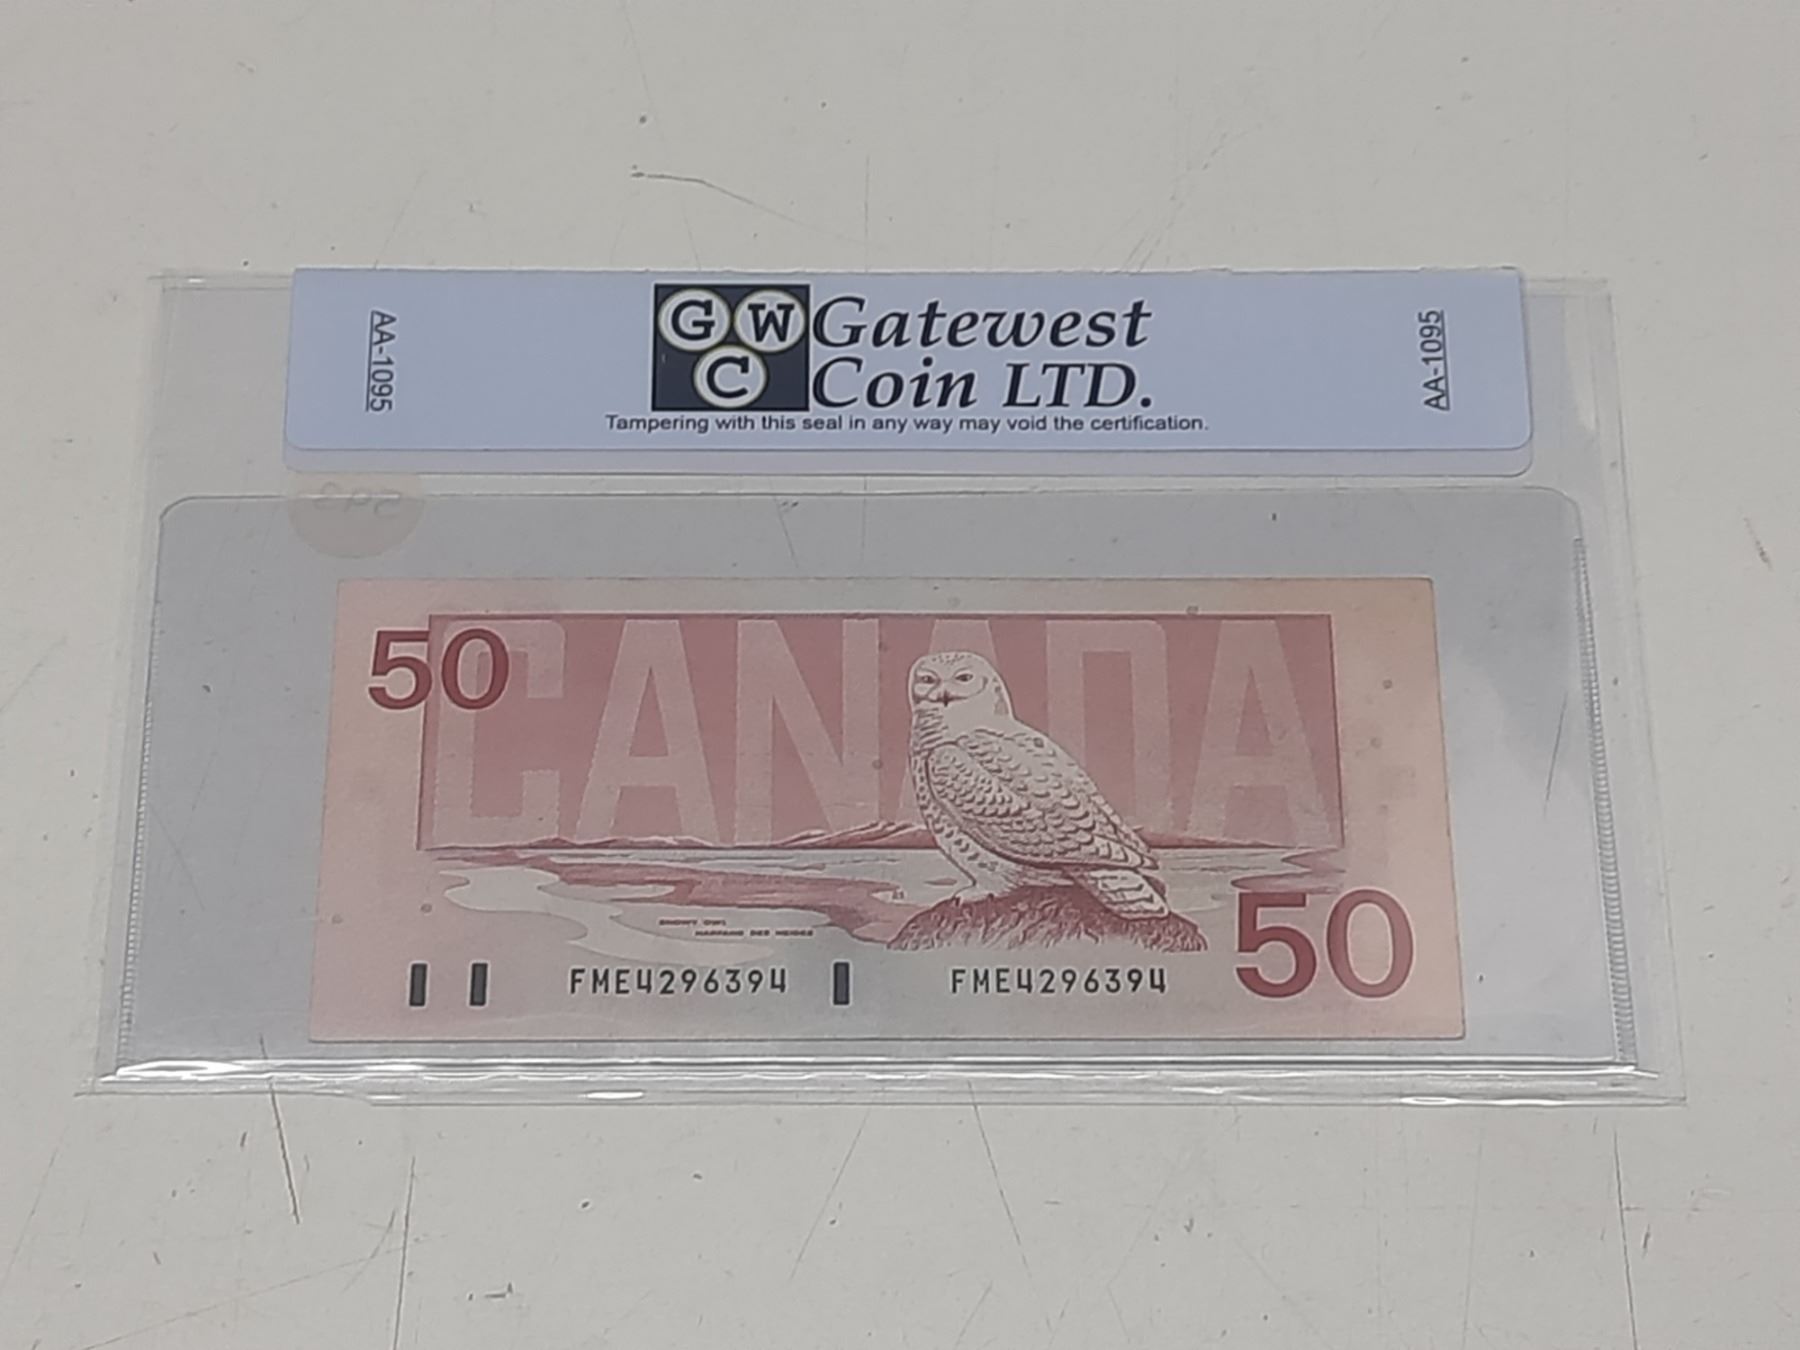 AA-1095
G W C
Gatewest
Coin LTD.
Tampering with this seal in any way may void the certification.
AA-1095
50
CANADA
SNOWY OWL
HARFANG DES NEIGES
FME4296394
FME4296394
50